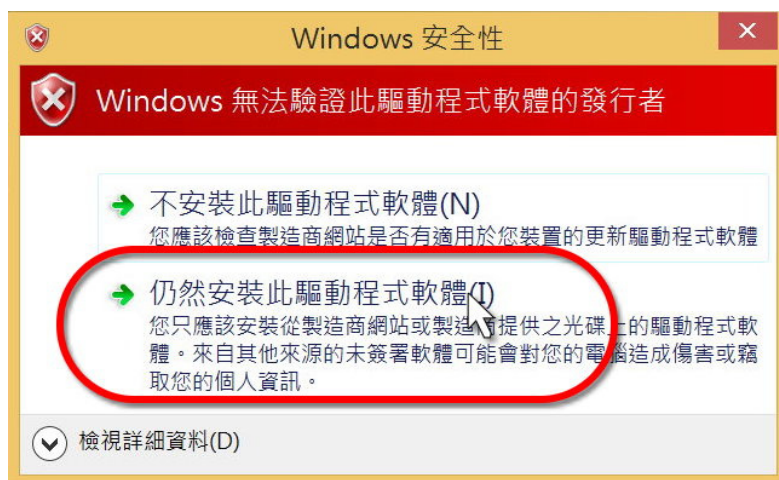 Windows 安全性
Windows 無法驗證此驅動程式軟體的發行者
不安裝此驅動程式軟體(N)
您應該檢查製造商網站是否有適用於您裝置的更新驅動程式軟體
仍然安裝此驅動程式軟體(I)
您只應該安裝從製造商網站或製造商提供之光碟上的驅動程式軟
體。來自其他來源的未簽署軟體可能會對您的電腦造成傷害或竊
取您的個人資訊。
檢視詳細資料(D)